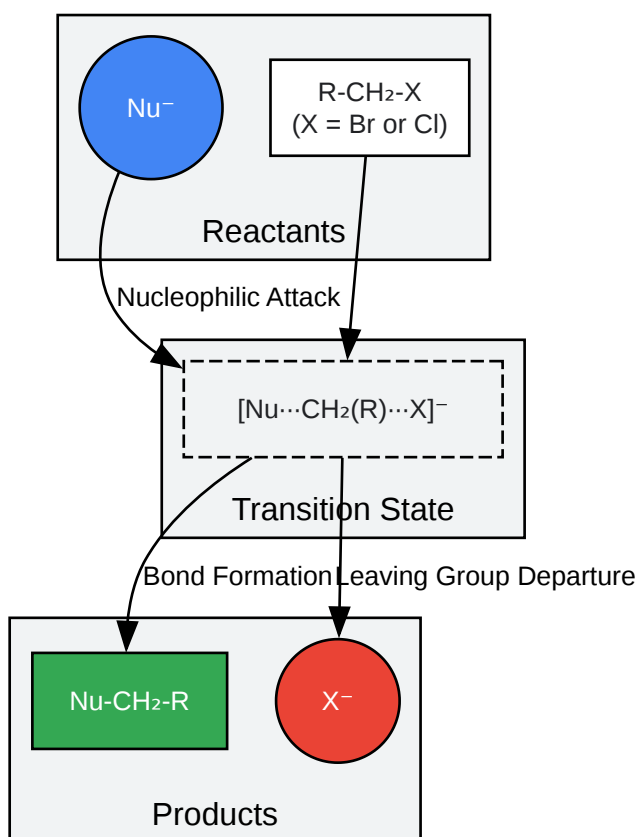 Nu⁻
R-CH₂-X
(X = Br or Cl)
Reactants
Nucleophilic Attack
[Nu···CH₂(R)···X]⁻
Transition State
Bond Formation
Leaving Group Departure
Nu-CH₂-R
X⁻
Products